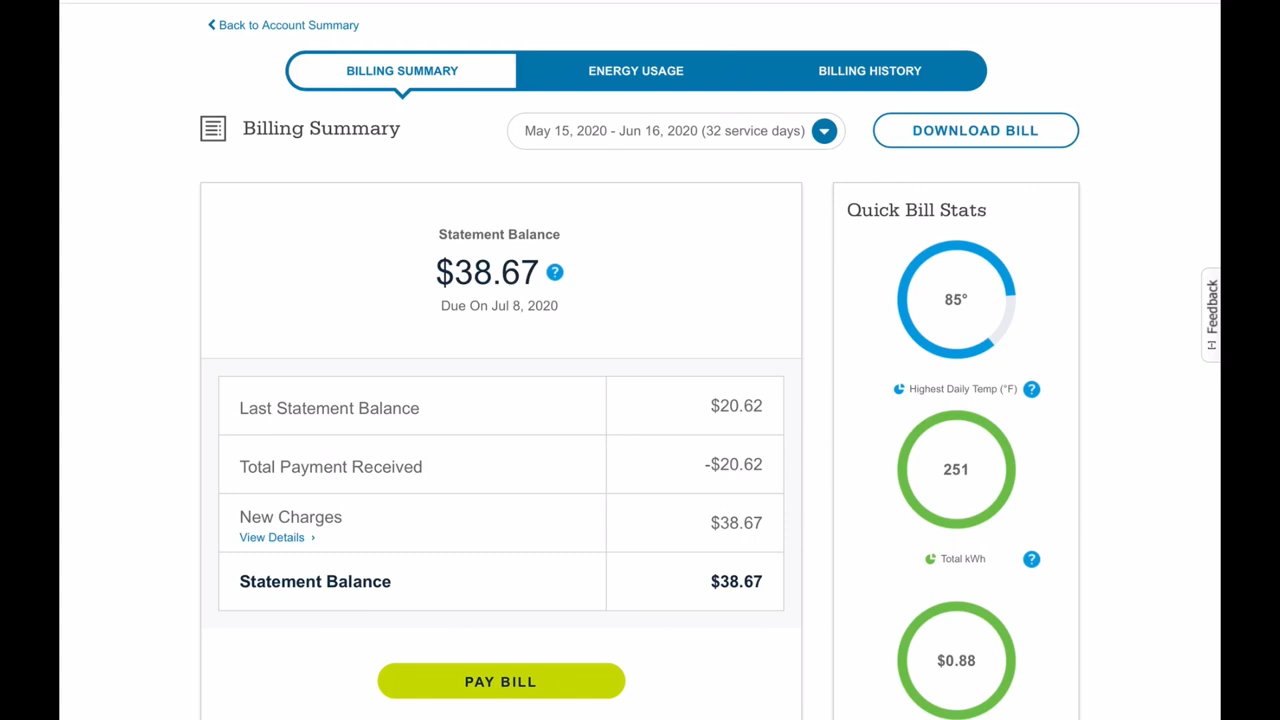 Back to Account Summary
BILLING SUMMARY
ENERGY USAGE
BILLING HISTORY
Billing Summary
May 15, 2020 - Jun 16, 2020 (32 service days)
DOWNLOAD BILL
Statement Balance
$38.67 ?
Due On Jul 8, 2020
Last Statement Balance $20.62
Total Payment Received -$20.62
New Charges $38.67
View Details ›
Statement Balance $38.67
PAY BILL
Quick Bill Stats
85°
Highest Daily Temp (°F) ?
251
Total kWh ?
$0.88
Feedback